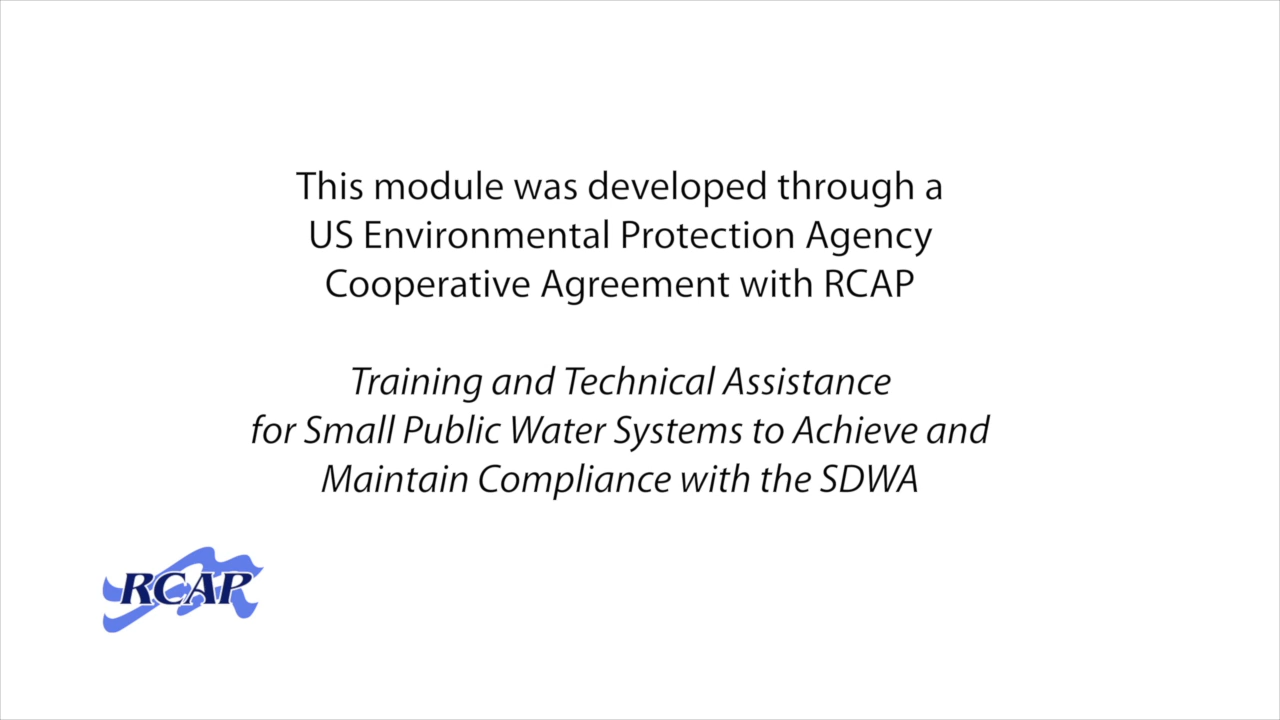 This module was developed through a
US Environmental Protection Agency
Cooperative Agreement with RCAP
Training and Technical Assistance
for Small Public Water Systems to Achieve and
Maintain Compliance with the SDWA
RCAP